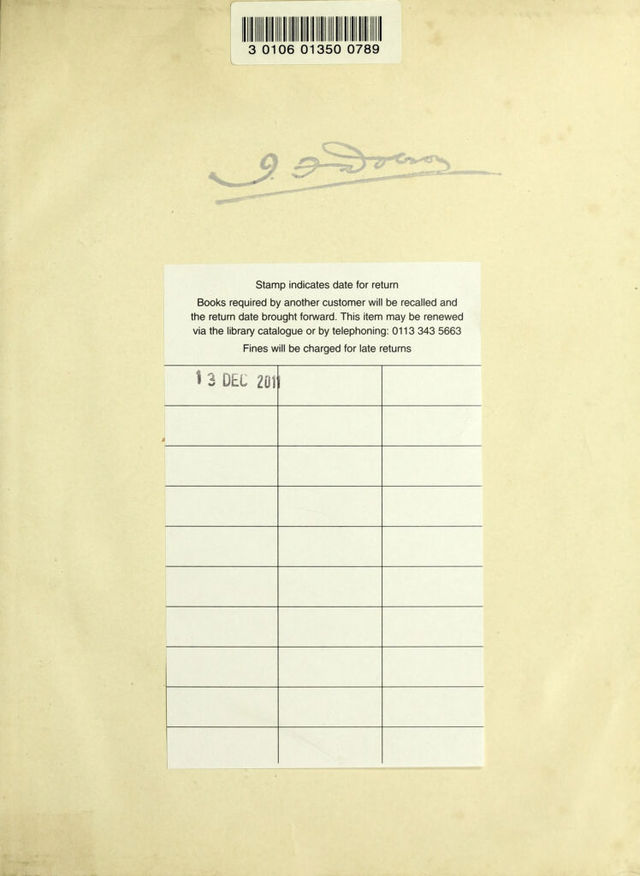 3 0106 01350 0789
Stamp indicates date for return
Books required by another customer will be recalled and
the return date brought forward. This item may be renewed
via the library catalogue or by telephoning: 0113 343 5663
Fines will be charged for late returns
13 DEC 2011